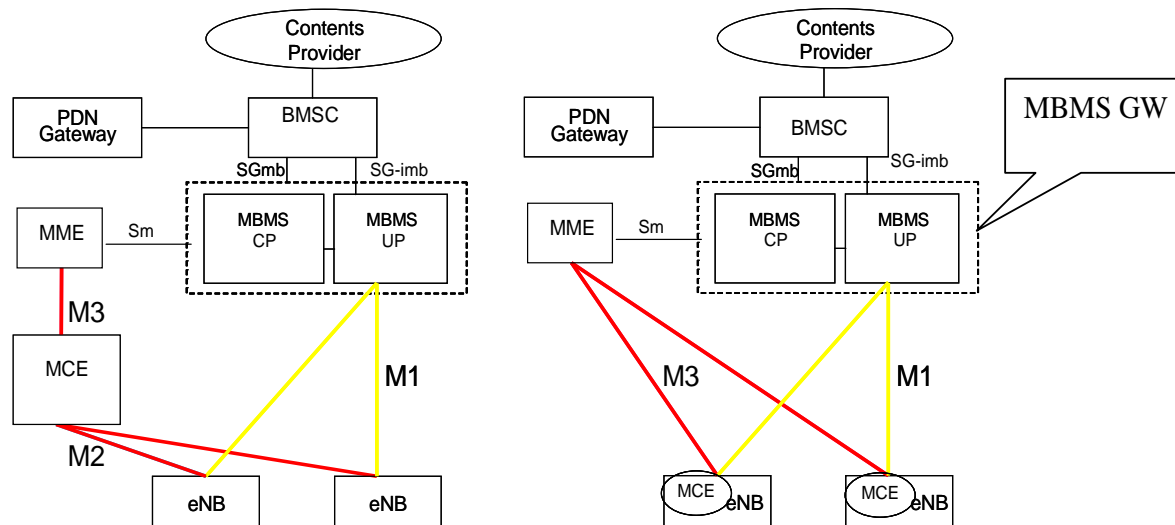 Contents
Provider
BMSC
PDN
Gateway
SGmb
SG-imb
MBMS
CP
MBMS
UP
MME
Sm
M3
MCE
M1
M2
eNB
eNB
Contents
Provider
MBMS GW
BMSC
PDN
Gateway
SGmb
SG-imb
MBMS
CP
MBMS
UP
MME
Sm
M3
M1
MCE
eNB
MCE
eNB